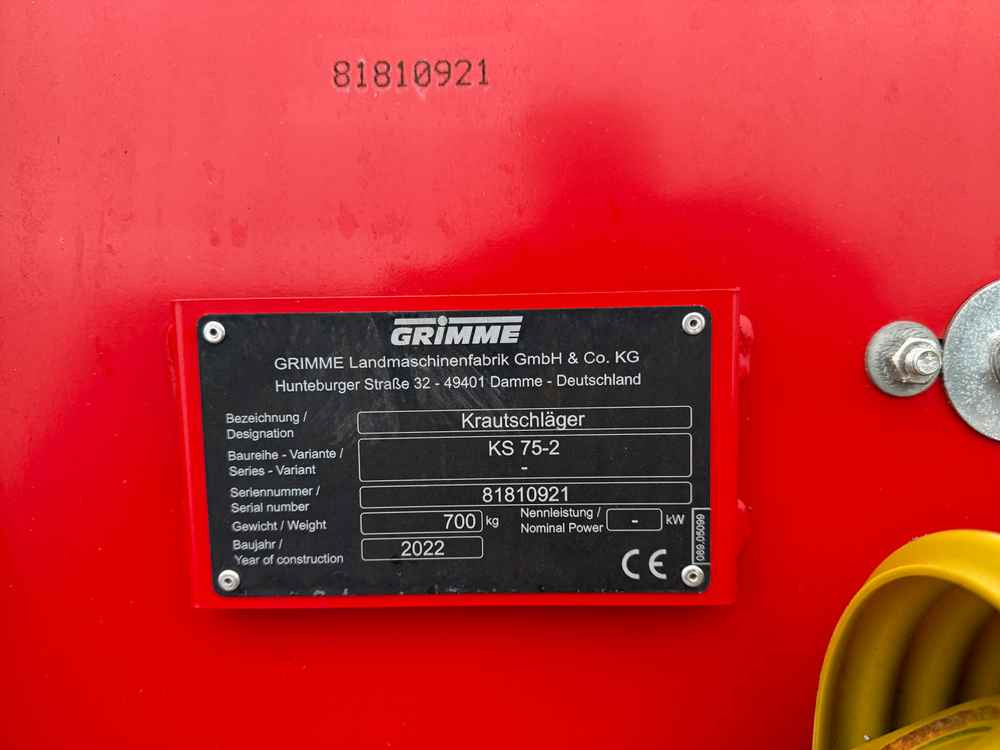 81810921
GRIMME
GRIMME Landmaschinenfabrik GmbH & Co. KG
Hunteburger Straße 32 - 49401 Damme - Deutschland
Bezeichnung / Designation Krautschläger
Baureihe - Variante / Series - Variant KS 75-2 -
Seriennummer / Serial number 81810921
Gewicht / Weight 700 kg Nennleistung / Nominal Power - kW
Baujahr / Year of construction 2022
CE
089.05099